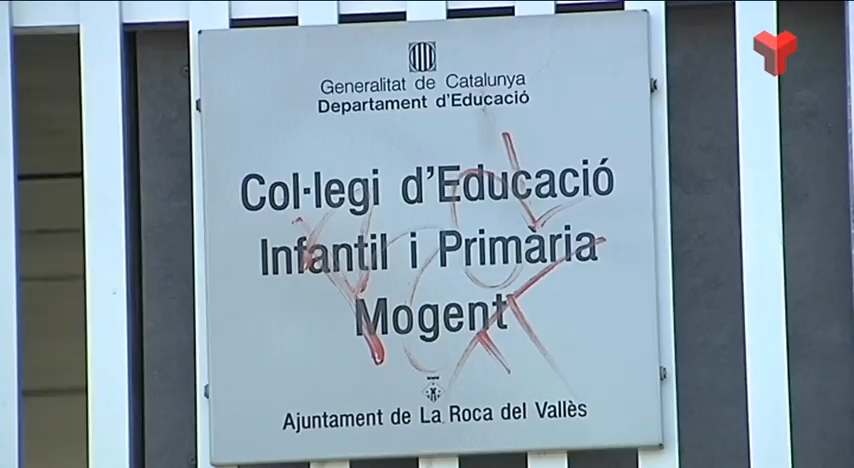 Generalitat de Catalunya
Departament d'Educació
Col·legi d'Educació
Infantil i Primària
Mogent
Ajuntament de La Roca del Vallès